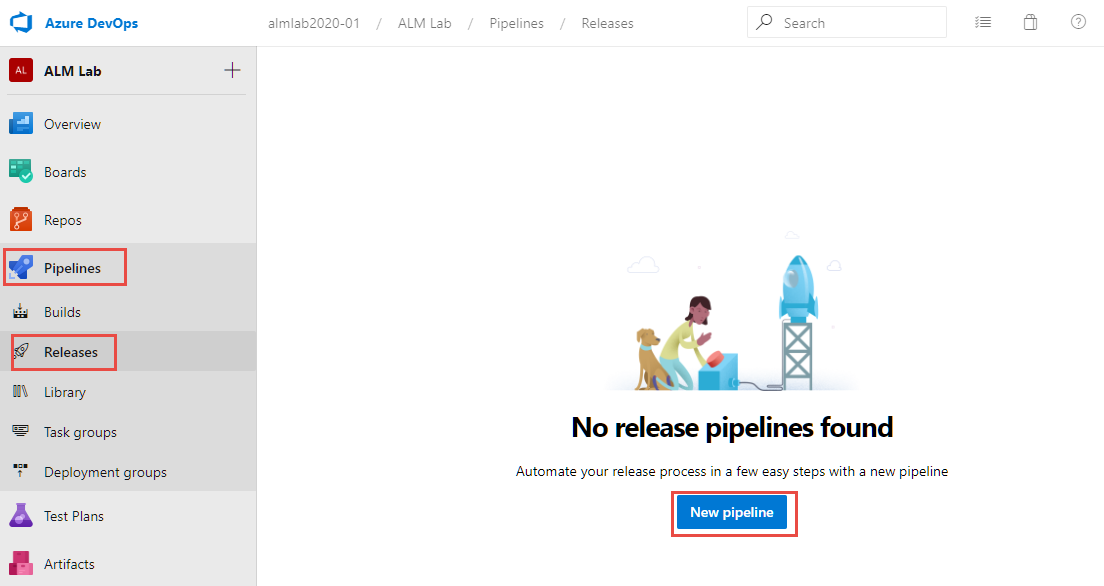 Azure DevOps
almlab2020-01 / ALM Lab / Pipelines / Releases
Search
AL ALM Lab
Overview
Boards
Repos
Pipelines
Builds
Releases
Library
Task groups
Deployment groups
Test Plans
Artifacts
No release pipelines found
Automate your release process in a few easy steps with a new pipeline
New pipeline